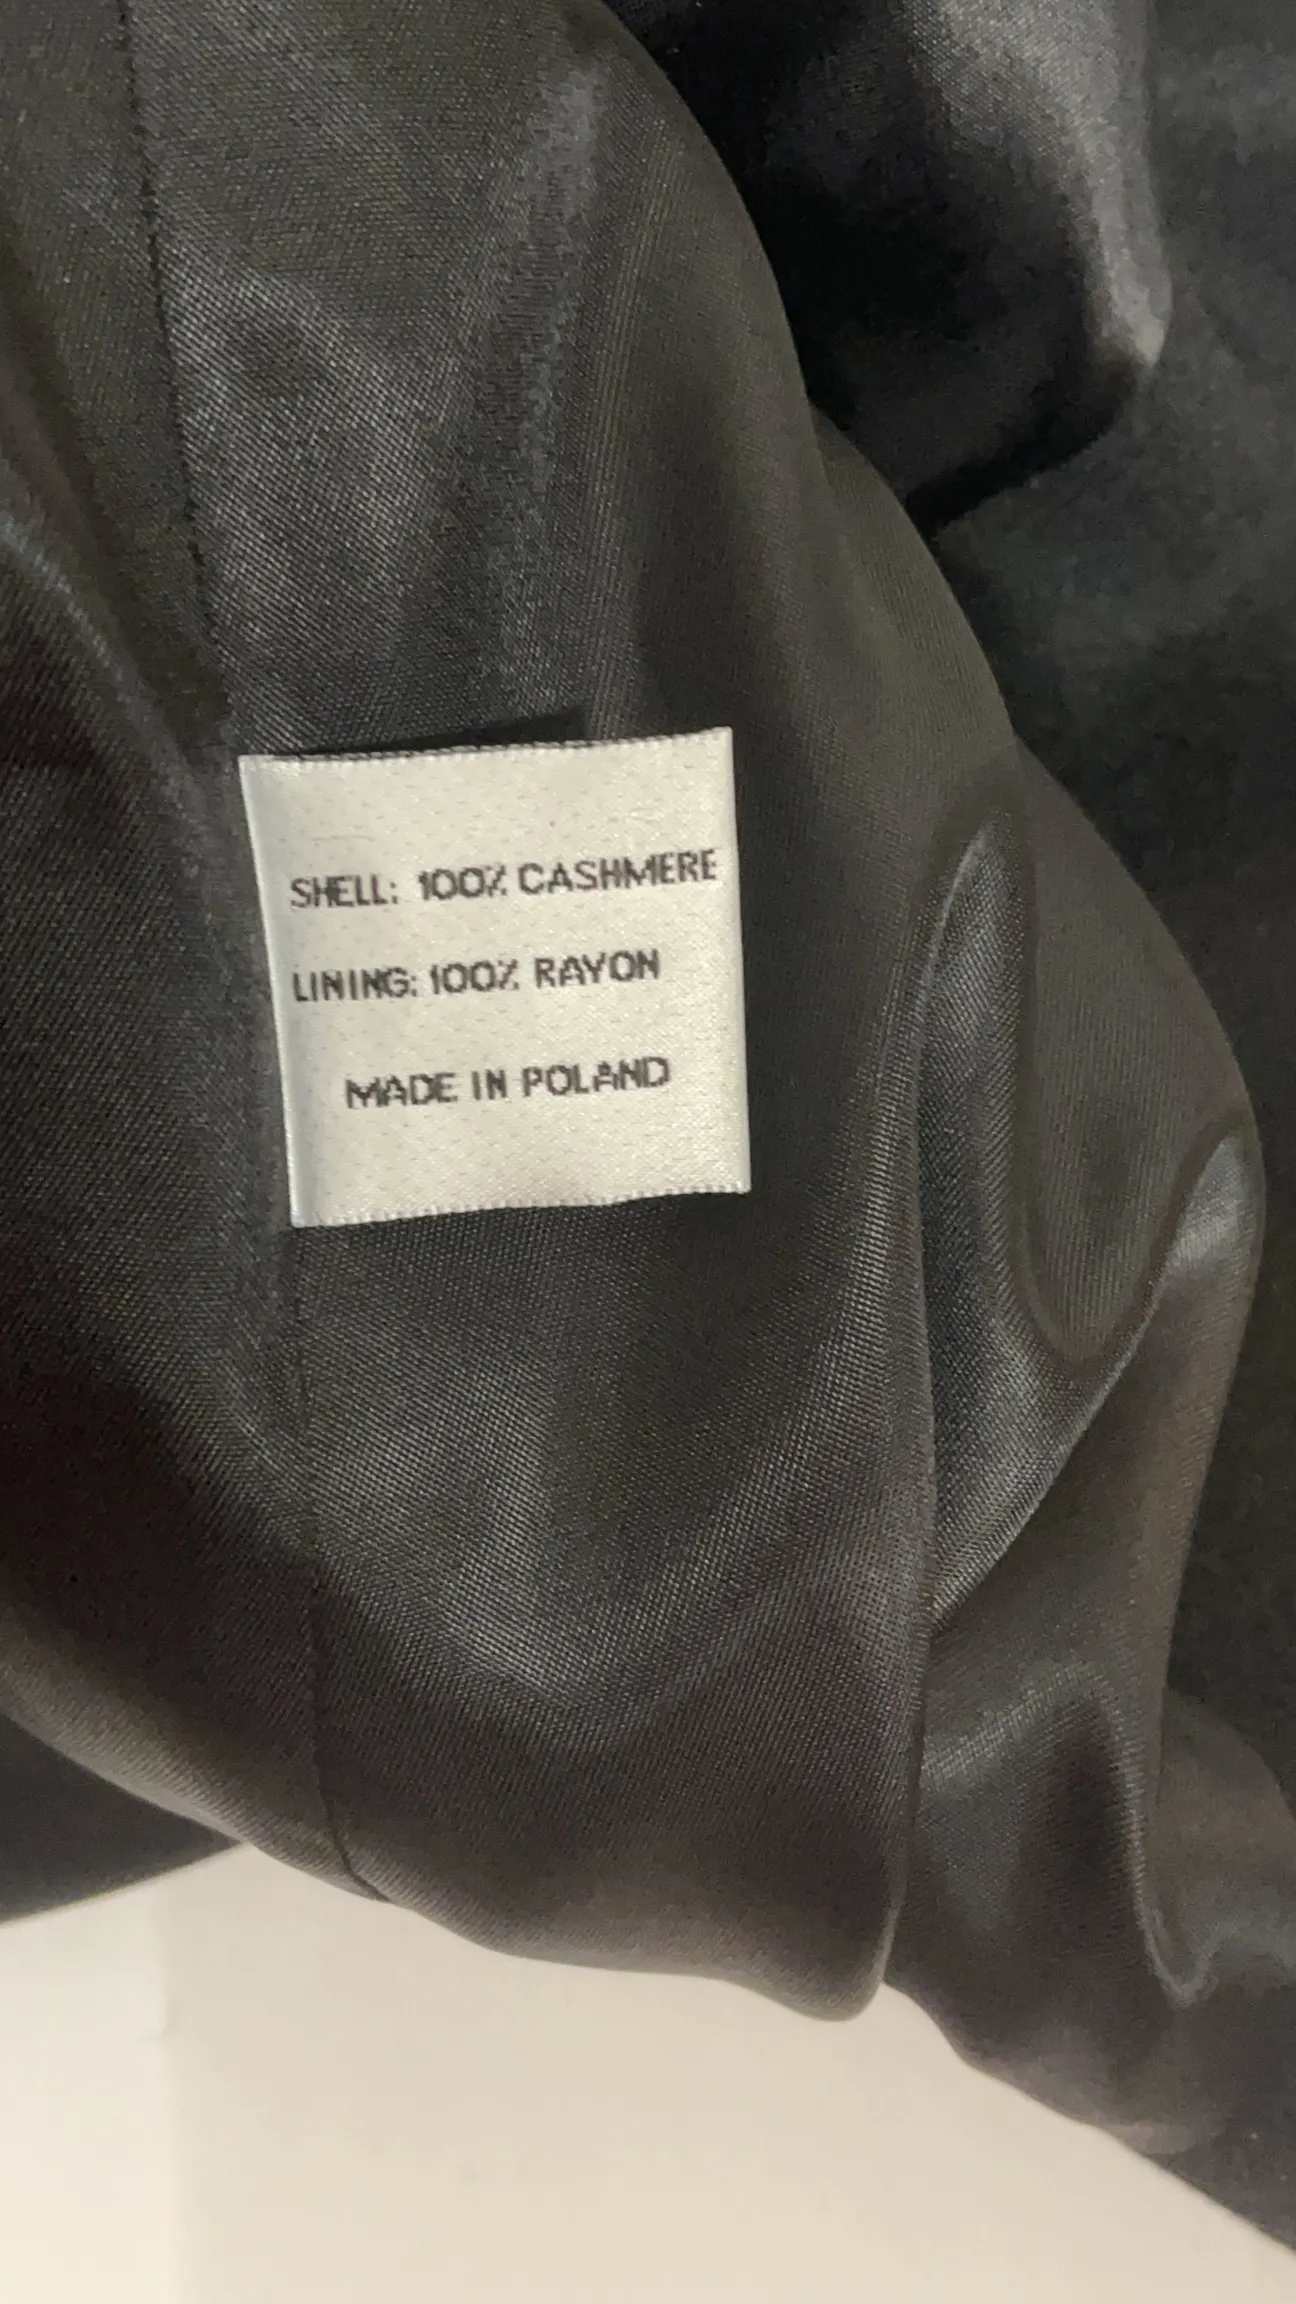 SHELL: 100% CASHMERE
LINING: 100% RAYON
MADE IN POLAND